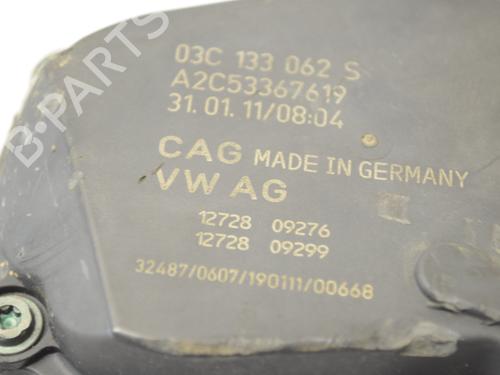 03C 133 062 S
A2C53367619
31.01.11/08:04
CAG MADE IN GERMANY
VW AG
12728 09276
12728 09299
32487/0607/190111/00668
B-PARTS